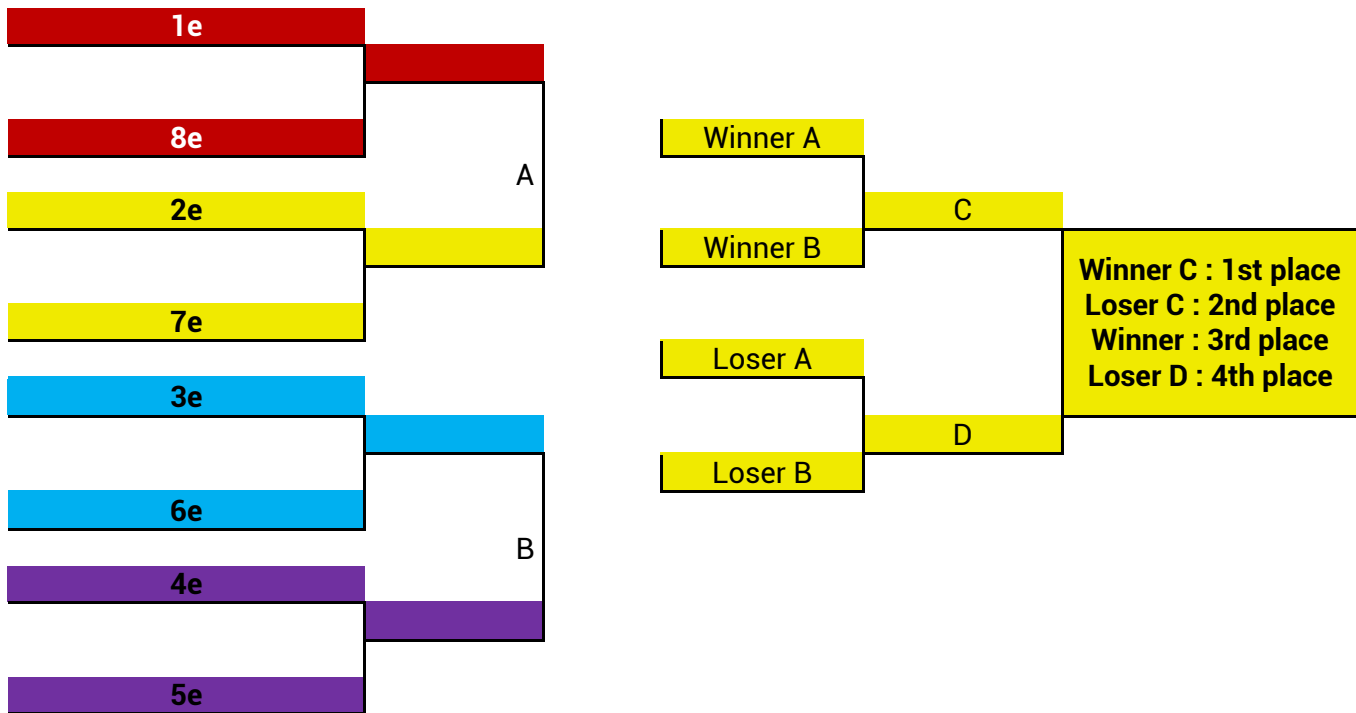 1e
8e
2e
7e
3e
6e
4e
5e
A
B
Winner A
Winner B
Loser A
Loser B
C
D
Winner C : 1st place
Loser C : 2nd place
Winner : 3rd place
Loser D : 4th place